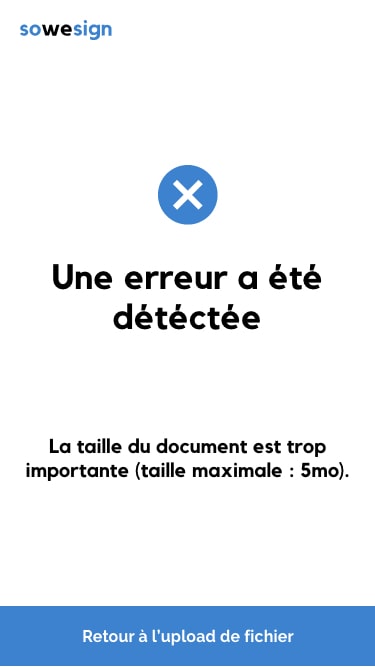 sowesign
Une erreur a été
détéctée
La taille du document est trop
importante (taille maximale : 5mo).
Retour à l'upload de fichier